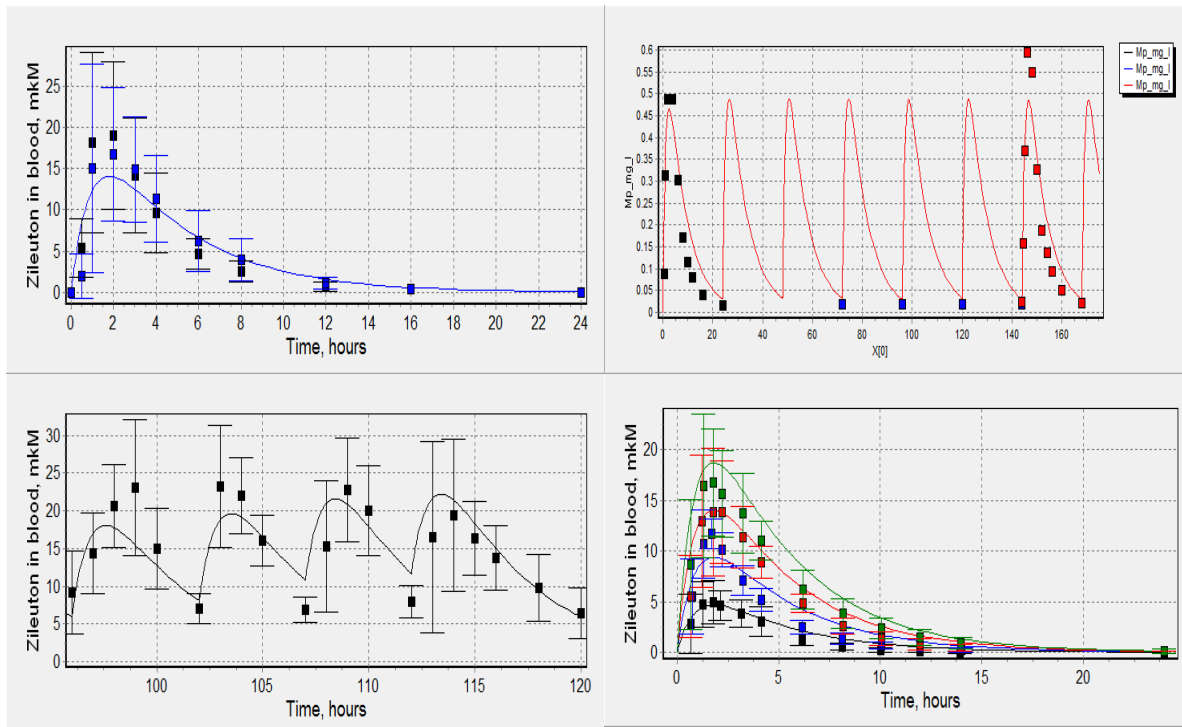 Zileuton in blood, mkM
25
20
15
10
5
0
0 2 4 6 8 10 12 14 16 18 20 22 24
Time, hours
Mp_mg_l
0.6
0.55
0.5
0.45
0.4
0.35
0.3
0.25
0.2
0.15
0.1
0.05
0
0 20 40 60 80 100 120 140 160
X[0]
Mp_mg_l
Mp_mg_l
Mp_mg_l
Zileuton in blood, mkM
30
25
20
15
10
5
0
100 105 110 115 120
Time, hours
Zileuton in blood, mkM
20
15
10
5
0
0 5 10 15 20
Time, hours